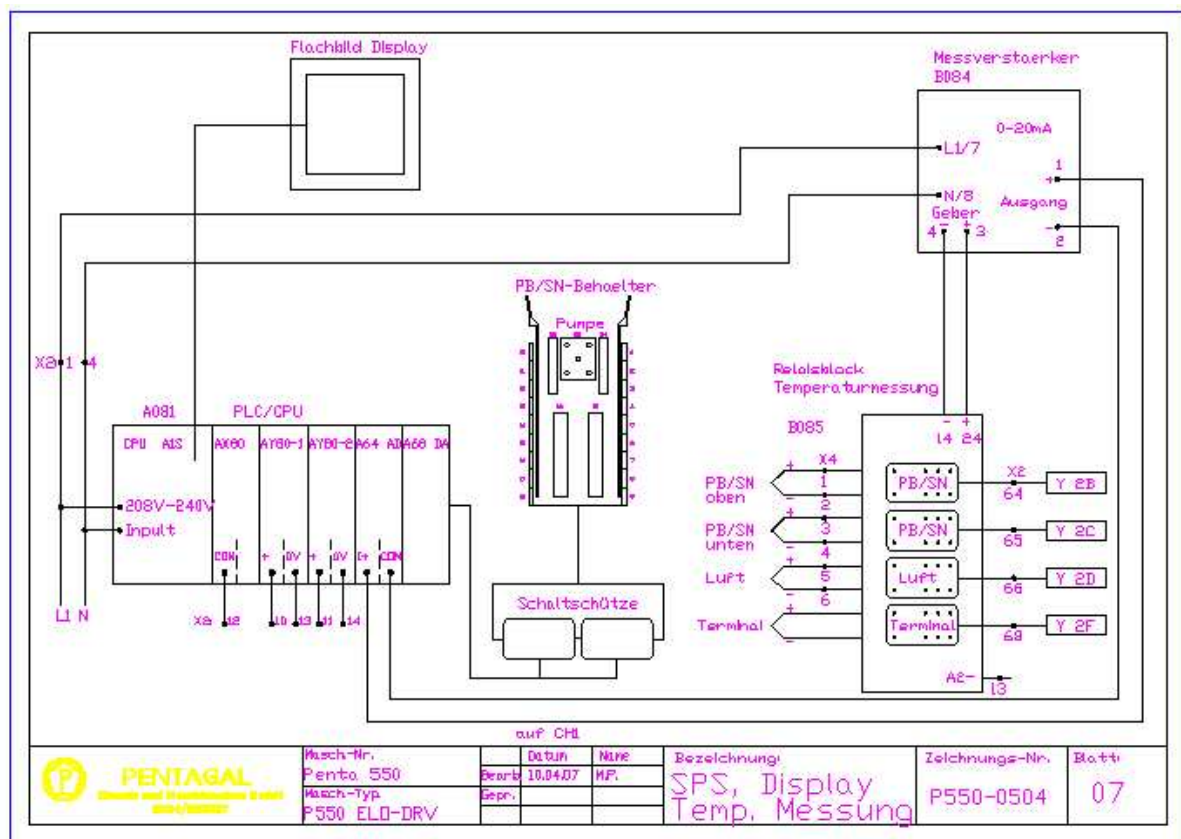 Flachbild Display
Messverstaerker
B084
0-20mA
L1/7
1
+
N/8
Ausgang
Geber
-
2
4 - + 3
PB/SN-Behaelter
Pumpe
X2 1 4
Relaisblock
Temperaturmessung
A081 PLC/CPU
B085
- +
14 24
CPU A1S AX80 AY80-1 AY80-2 A64 AD A68 DA
X4
+
1
-
PB/SN
oben
PB/SN
X2
64
Y 2B
208V-240V
Input
2
+
3
-
PB/SN
unten
PB/SN
65
Y 2C
COM + 0V + 0V I+ COM
4
+
5
-
Luft
6
Luft
66
Y 2D
L1 N
X2 12 10 13 11 14
Schaltschütze
+
Terminal
-
Terminal
69
Y 2F
A2-
13
auf CH1
PENTAGAL
Masch-Nr.
Penta 550
Masch-Typ
P550 ELO-DRV
Datum Name
Bearb 10.04.07 M.P.
Gepr.
Bezeichnung:
SPS, Display
Temp. Messung
Zeichnungs-Nr.
P550-0504
Blatt:
07